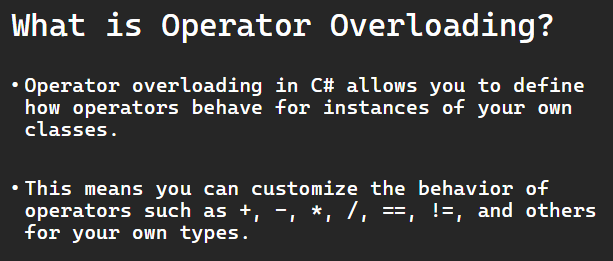 What is Operator Overloading?
• Operator overloading in C# allows you to define
how operators behave for instances of your own
classes.
• This means you can customize the behavior of
operators such as +, -, *, /, ==, !=, and others
for your own types.